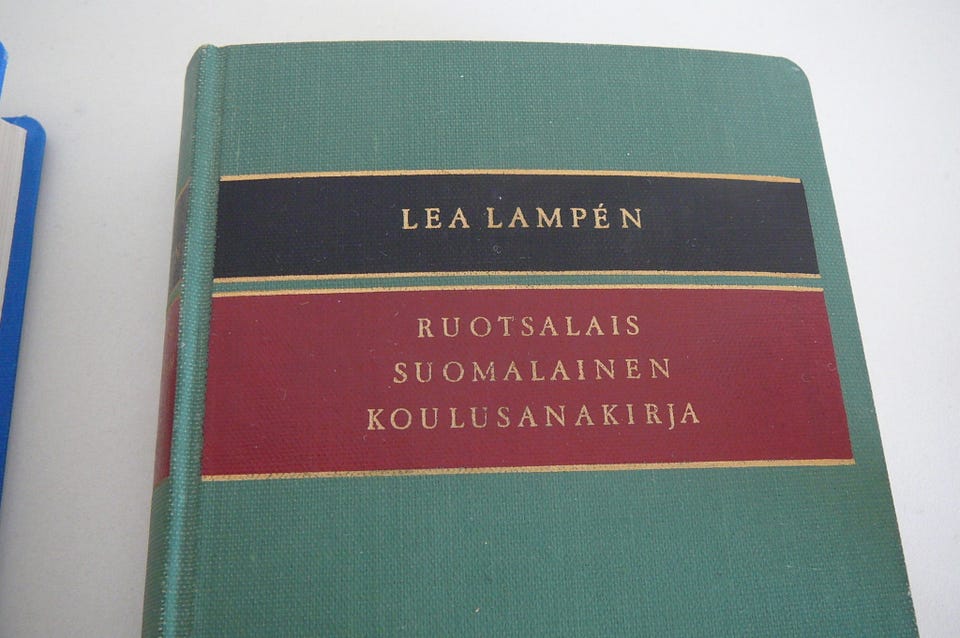 LEA LAMPÉN
RUOTSALAIS
SUOMALAINEN
KOULUSANAKIRJA